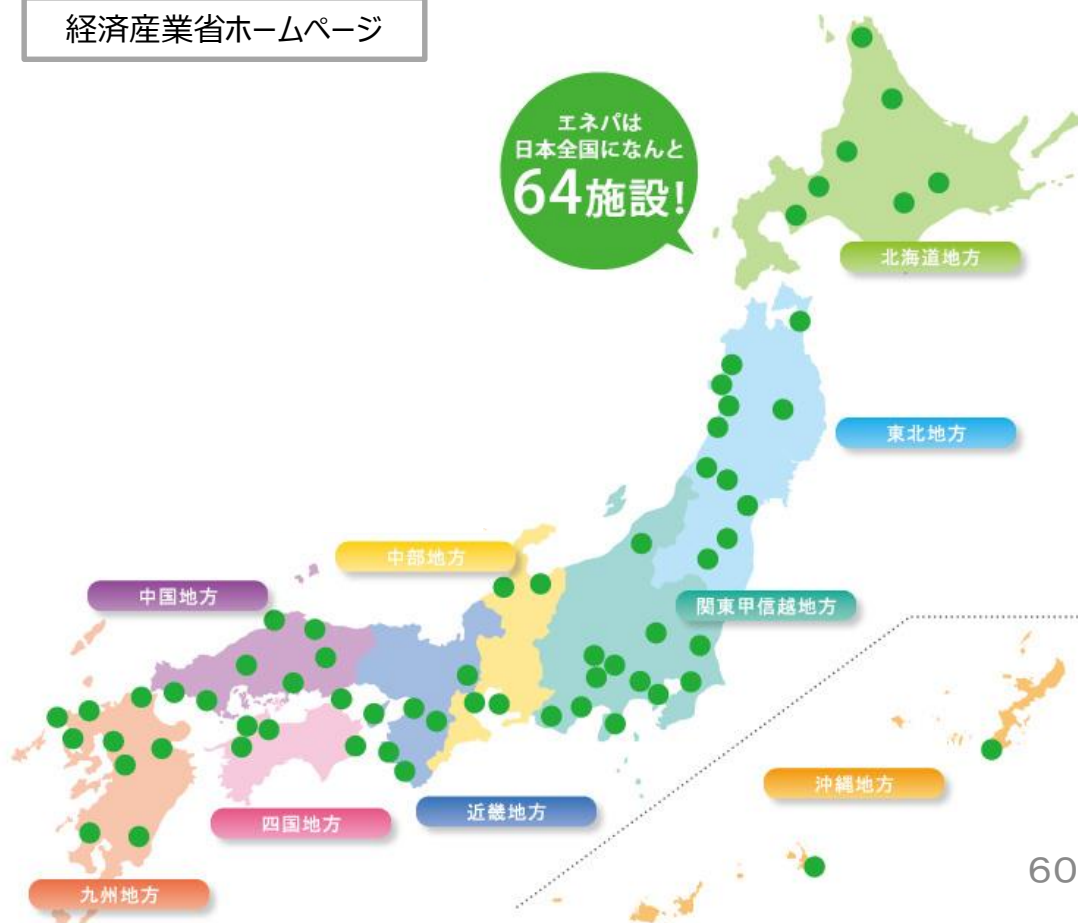 経済産業省ホームページ
エネパは
日本全国になんと
64施設!
北海道地方
東北地方
中部地方
中国地方
関東甲信越地方
沖縄地方
近畿地方
四国地方
九州地方
60